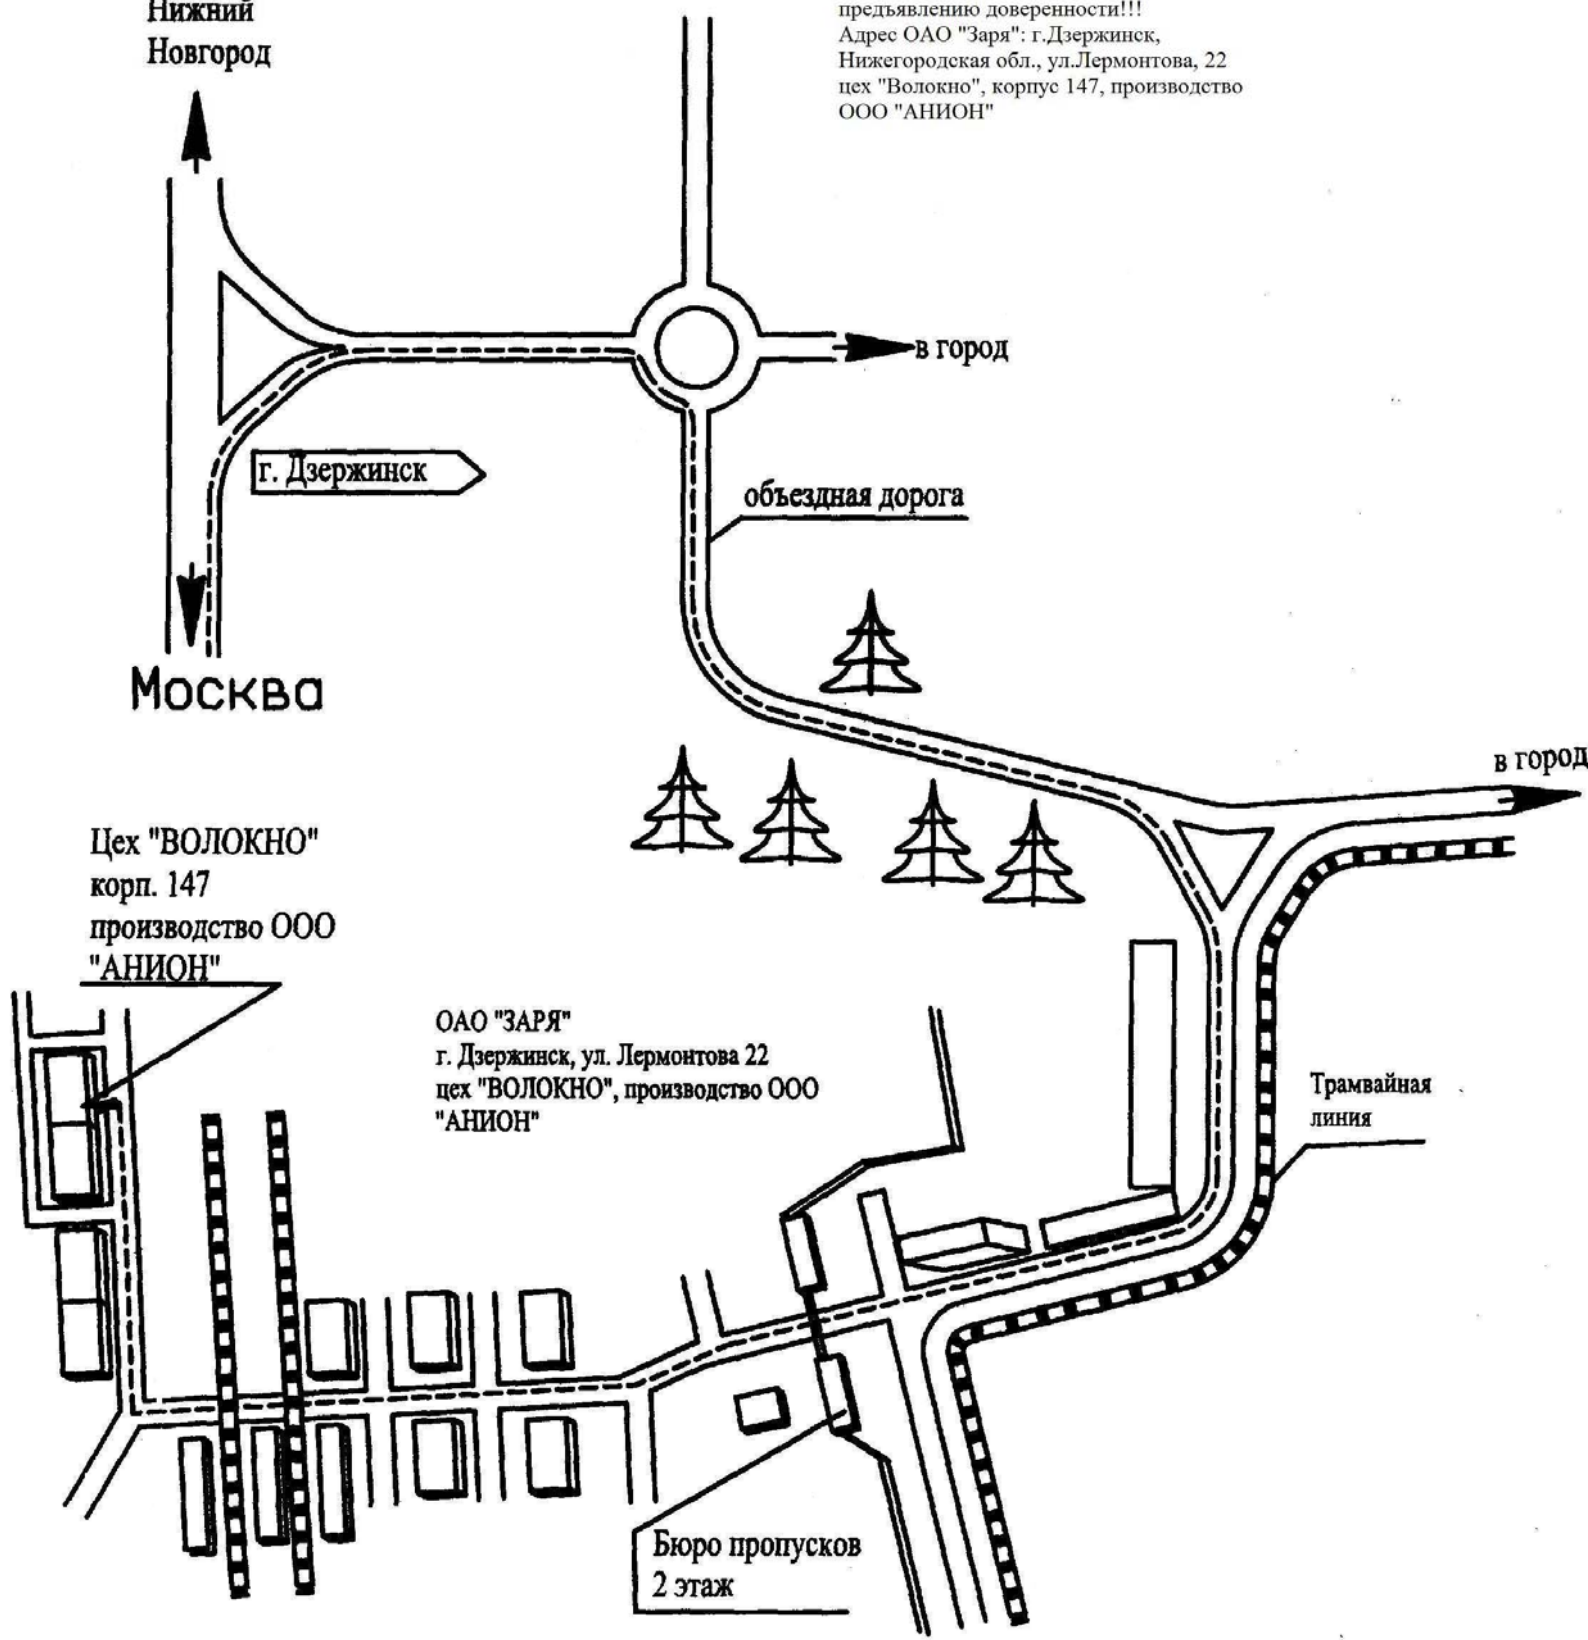 Нижний
Новгород
предъявлению доверенности!!!
Адрес ОАО "Заря": г.Дзержинск,
Нижегородская обл., ул.Лермонтова, 22
цех "Волокно", корпус 147, производство
ООО "АНИОН"
в город
г. Дзержинск
объездная дорога
Москва
в город
Цех "ВОЛОКНО"
корп. 147
производство ООО
"АНИОН"
ОАО "ЗАРЯ"
г. Дзержинск, ул. Лермонтова 22
цех "ВОЛОКНО", производство ООО
"АНИОН"
Трамвайная
линия
Бюро пропусков
2 этаж